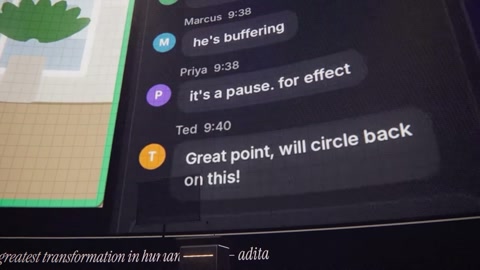 Marcus 9:38
M
he's buffering
Priya 9:38
P
it's a pause. for effect
Ted 9:40
T
Great point, will circle back
on this!
greatest transformation in human – adita